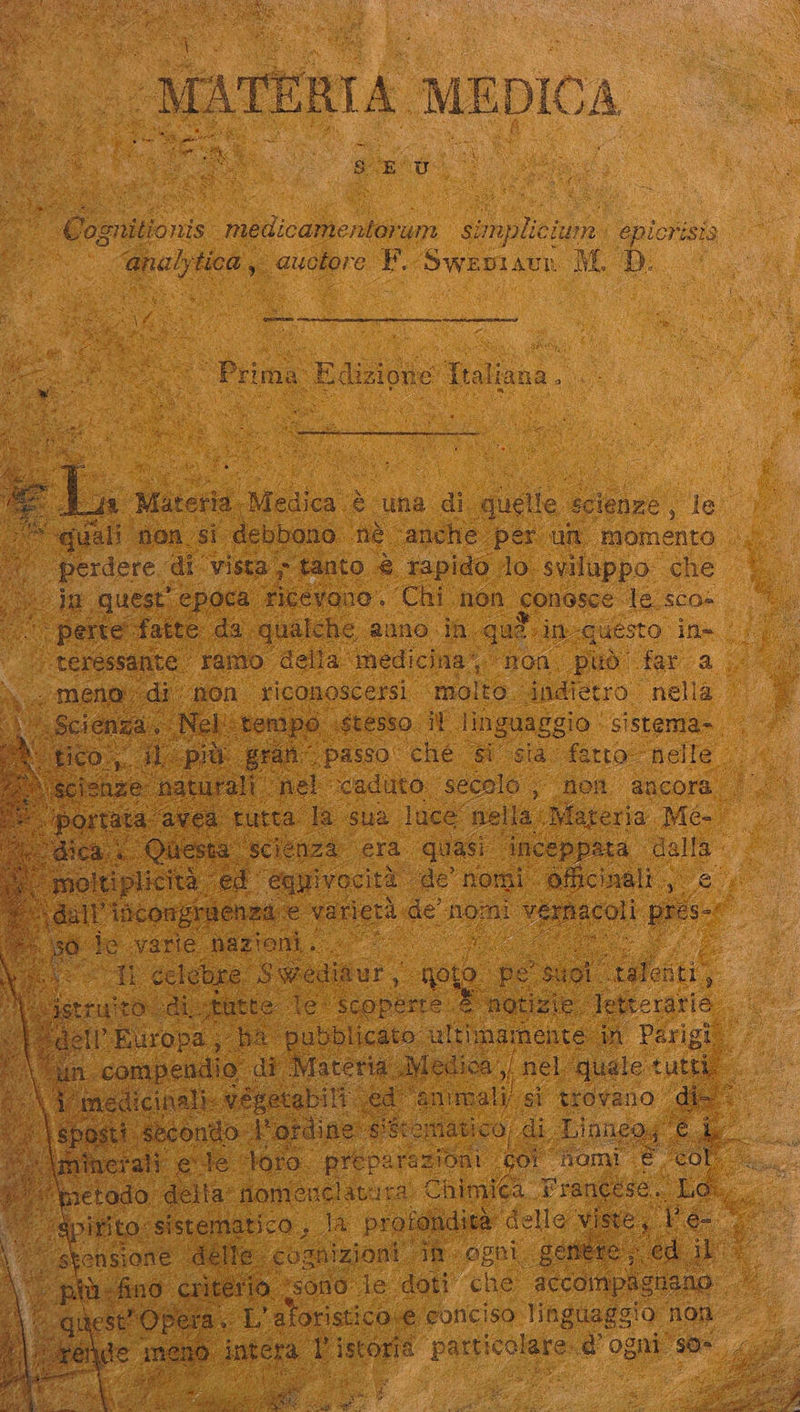 MATERIA MEDICA
SEU
Cognitionis medicamentorum simplicium epicrisis
analytica, auctore F. SWEDIAUR M. D.
Prima Edizione Italiana.
La Materia Medica è una di quelle scienze, le
quali non si debbono nè anche per un momento
perdere di vista; tanto è rapido lo sviluppo che
in quest' epoca ricevono. Chi non conosce le sco-
perte fatte da qualche anno in quà in questo in-
teressante ramo della medicina, non può far a
meno di non riconoscersi molto indietro nella
Scienza. Nel tempo stesso il linguaggio sistema-
tico, il più gran passo che si sia fatto nelle
scienze naturali nel caduto secolo, non ancora
portata avea tutta la sua luce nella Materia Me-
dica. Questa scienza era quasi inceppata dalla
moltiplicità ed equivocità de' nomi officinali, e
dall' incongruenza e varietà de' nomi vernacoli pres-
so le varie nazioni.
Il celebre Swediaur, noto pe' suoi talenti,
istruito di tutte le scoperte e notizie letterarie
dell' Europa, ha pubblicato ultimamente in Parigi
un compendio di Materia Medica, nel quale tutti
i medicinali vegetabili ed animali si trovano di-
sposti secondo l' ordine sistematico di Linneo, e i
minerali e le loro preparazioni coi nomi e col
metodo della nomenclatura Chimica Francese. Lo
spirito sistematico, la profondità delle viste, l' e-
stensione delle cognizioni in ogni genere, ed il
più fino criterio sono le doti che accompagnano
quest' Opera. L' aforistico e conciso linguaggio non
rende meno intera l' istoria particolare d' ogni so-